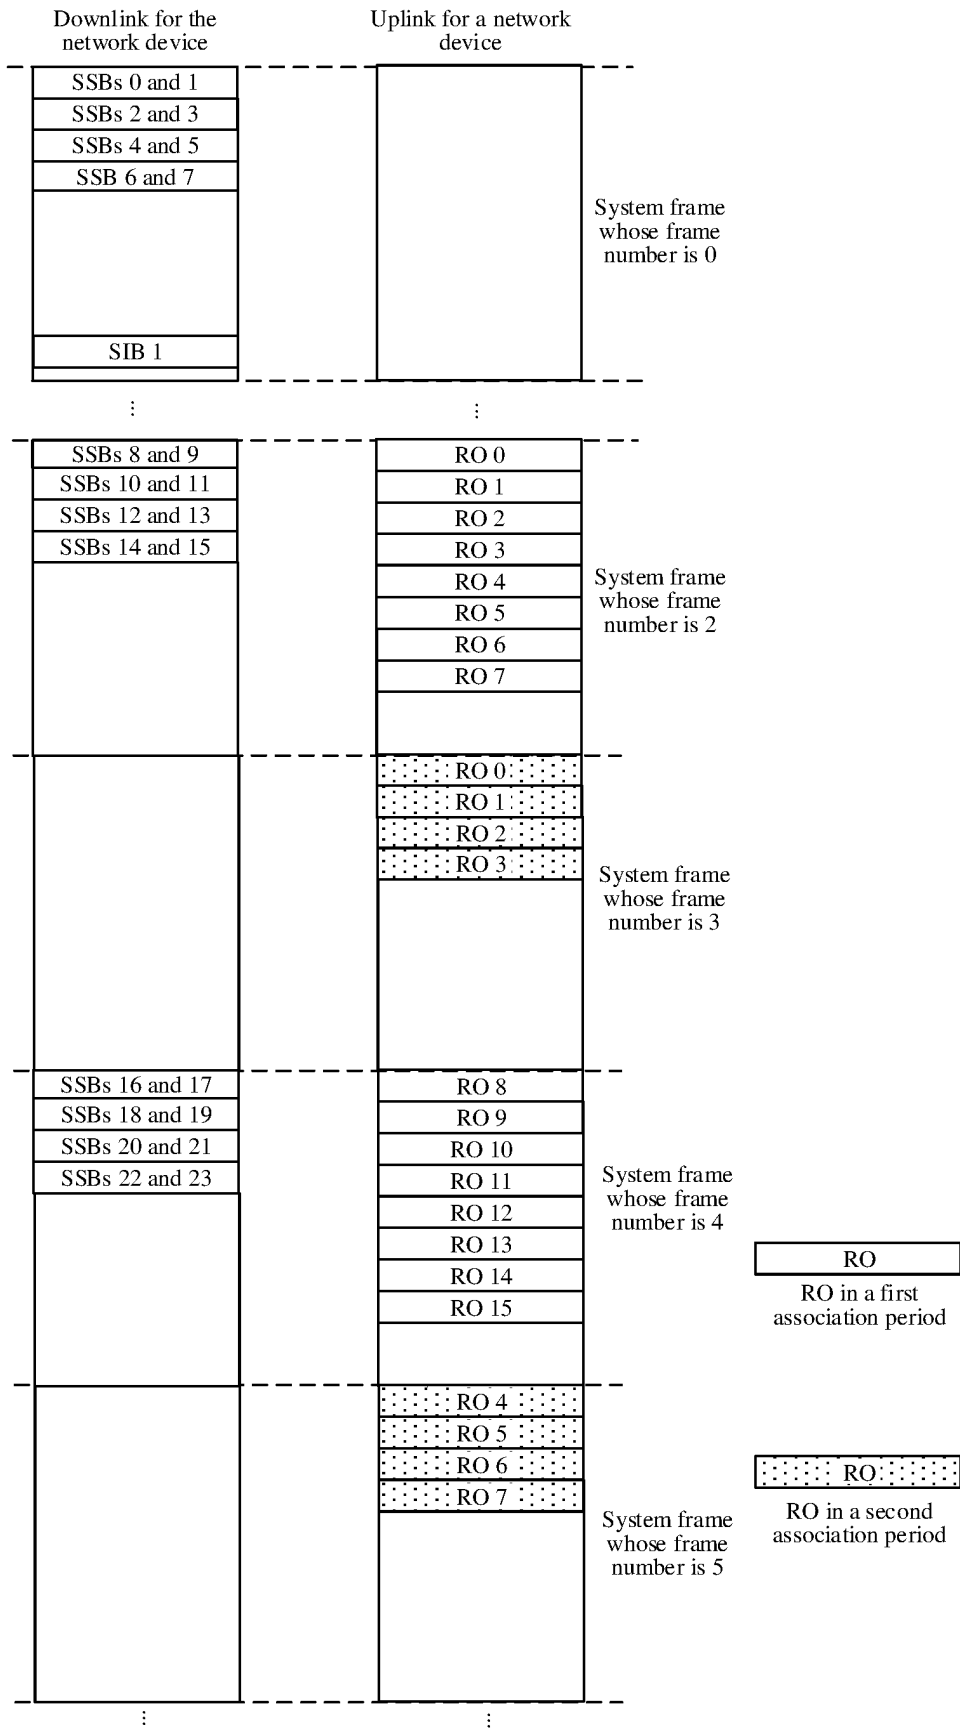 Downlink for the
network device
Uplink for a network
device
SSBs 0 and 1
SSBs 2 and 3
SSBs 4 and 5
SSB 6 and 7
System frame
whose frame
number is 0
SIB 1
⋮
⋮
SSBs 8 and 9
SSBs 10 and 11
SSBs 12 and 13
SSBs 14 and 15
RO 0
RO 1
RO 2
RO 3
RO 4
RO 5
RO 6
RO 7
System frame
whose frame
number is 2
RO 0
RO 1
RO 2
RO 3
System frame
whose frame
number is 3
SSBs 16 and 17
SSBs 18 and 19
SSBs 20 and 21
SSBs 22 and 23
RO 8
RO 9
RO 10
RO 11
RO 12
RO 13
RO 14
RO 15
System frame
whose frame
number is 4
RO
RO in a first
association period
RO 4
RO 5
RO 6
RO 7
System frame
whose frame
number is 5
RO
RO in a second
association period
⋮
⋮